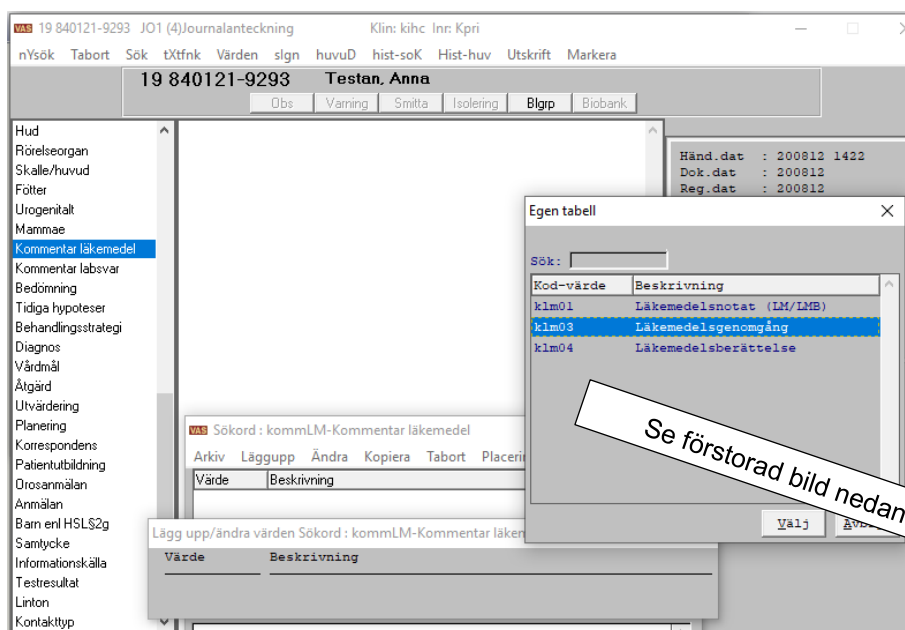 VAS 19 840121-9293 JO1 (4)Journalanteckning Klin: kihc Inr: Kpri
nYsök Tabort Sök tXtfnk Värden sIgn huvuD hist-soK Hist-huv Utskrift Markera
19 840121-9293 Testan, Anna
Obs Varning Smitta Isolering Blgrp Biobank
Hud
Rörelseorgan
Skalle/huvud
Fötter
Urogenitalt
Mammae
Kommentar läkemedel
Kommentar labsvar
Bedömning
Tidiga hypoteser
Behandlingsstrategi
Diagnos
Vårdmål
Åtgärd
Utvärdering
Planering
Korrespondens
Patientutbildning
Orosanmälan
Anmälan
Barn enl HSL§2g
Samtycke
Informationskälla
Testresultat
Linton
Kontakttyp
Händ.dat : 200812 1422
Dok.dat : 200812
Reg.dat : 200812
Egen tabell
Sök:
Kod-värde Beskrivning
klm01 Läkemedelsnotat (LM/LMB)
klm03 Läkemedelsgenomgång
klm04 Läkemedelsberättelse
Se förstorad bild nedan
Välj
VAS Sökord : kommLM-Kommentar läkemedel
Arkiv Läggupp Ändra Kopiera Tabort
Värde Beskrivning
Lägg upp/ändra värden Sökord : kommLM-Kommentar
Värde Beskrivning